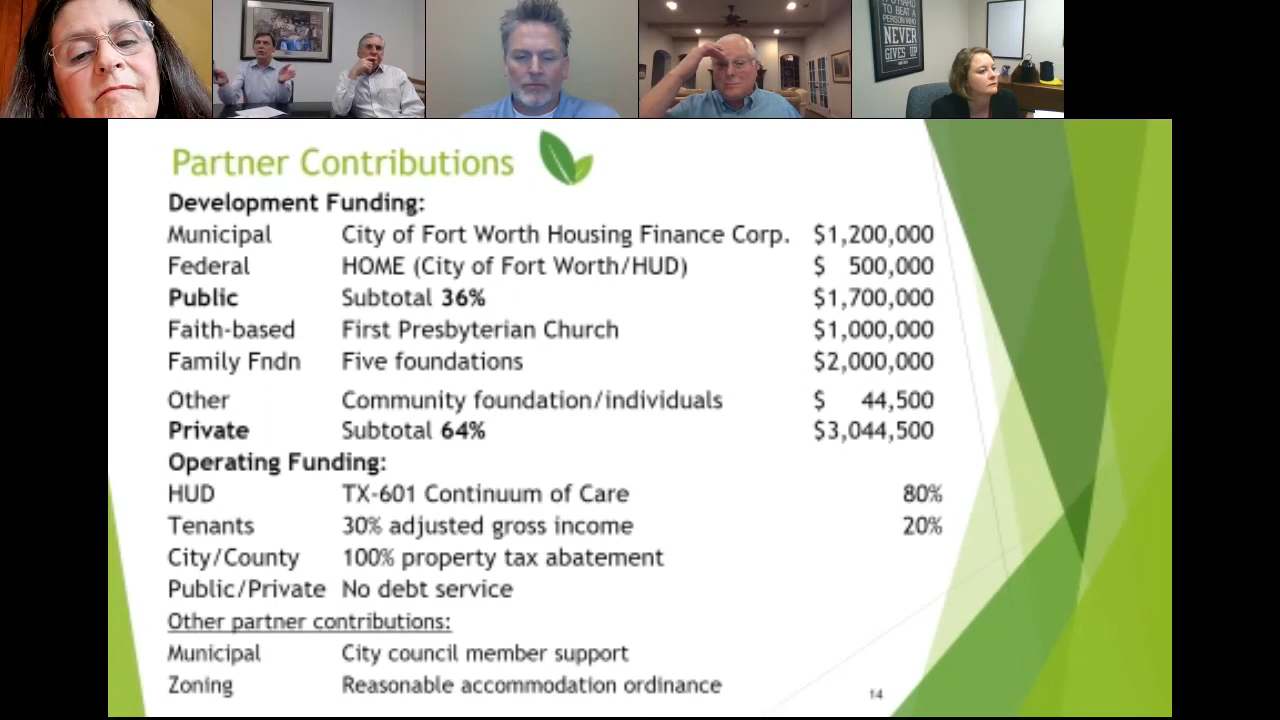 TO BEAT A
PERSON WHO
NEVER
GIVES UP
Partner Contributions
Development Funding:
Municipal City of Fort Worth Housing Finance Corp. $1,200,000
Federal HOME (City of Fort Worth/HUD) $ 500,000
Public Subtotal 36% $1,700,000
Faith-based First Presbyterian Church $1,000,000
Family Fndn Five foundations $2,000,000
Other Community foundation/individuals $ 44,500
Private Subtotal 64% $3,044,500
Operating Funding:
HUD TX-601 Continuum of Care 80%
Tenants 30% adjusted gross income 20%
City/County 100% property tax abatement
Public/Private No debt service
Other partner contributions:
Municipal City council member support
Zoning Reasonable accommodation ordinance
14